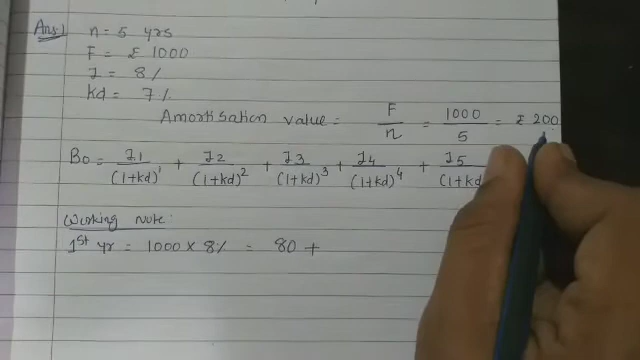 Ans1 n = 5 yrs
F = ₹ 1000
I = 8%
Kd = 7%
Amortisation value = F/n = 1000/5 = ₹ 200
B0 = I1/(1+kd)^1 + I2/(1+kd)^2 + I3/(1+kd)^3 + I4/(1+kd)^4 + I5/(1+kd
Working note:
1st yr = 1000 × 8% = 80 +